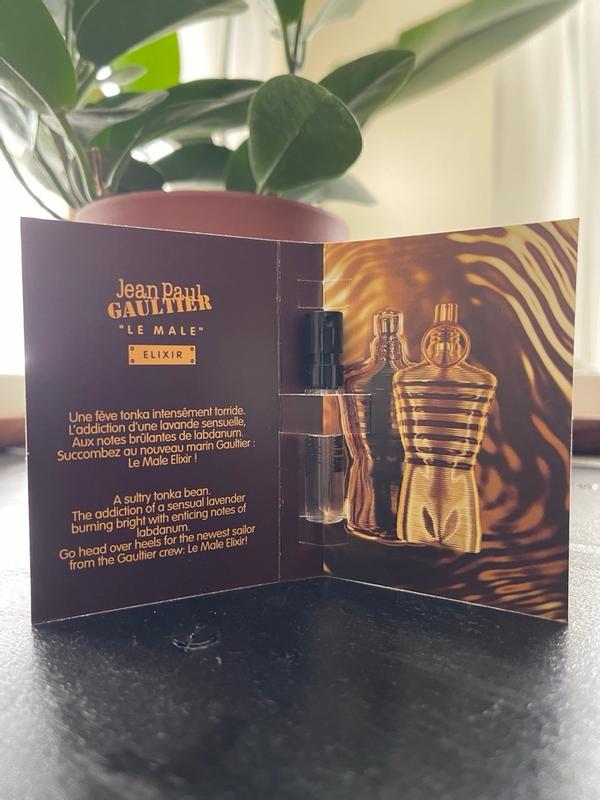 Jean Paul
GAULTIER
"LE MALE"
ELIXIR
Une fève tonka intensément torride.
L'addiction d'une lavande sensuelle,
Aux notes brûlantes de labdanum.
Succombez au nouveau marin Gaultier :
Le Male Elixir !
A sultry tonka bean.
The addiction of a sensual lavender
burning bright with enticing notes of
labdanum.
Go head over heels for the newest sailor
from the Gaultier crew: Le Male Elixir!